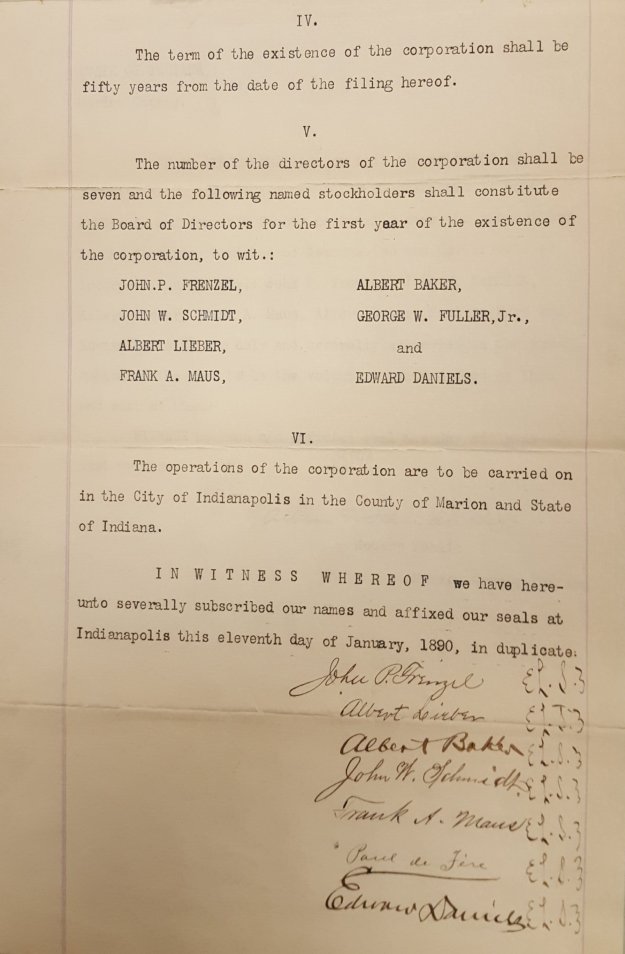 IV.
The term of the existence of the corporation shall be
fifty years from the date of the filing hereof.
V.
The number of the directors of the corporation shall be
seven and the following named stockholders shall constitute
the Board of Directors for the first year of the existence of
the corporation, to wit.:
JOHN.P. FRENZEL, ALBERT BAKER,
JOHN W. SCHMIDT, GEORGE W. FULLER,Jr.,
ALBERT LIEBER, and
FRANK A. MAUS, EDWARD DANIELS.
VI.
The operations of the corporation are to be carried on
in the City of Indianapolis in the County of Marion and State
of Indiana.
IN WITNESS WHEREOF we have here-
unto severally subscribed our names and affixed our seals at
Indianapolis this eleventh day of January, 1890, in duplicate.
John P. Frenzel {L.S.}
Albert Lieber {L.S.}
Albert Baker {L.S.}
John W. Schmidt. {L.S.}
Frank A. Maus {L.S.}
{L.S.}
Edward Daniels {L.S.}